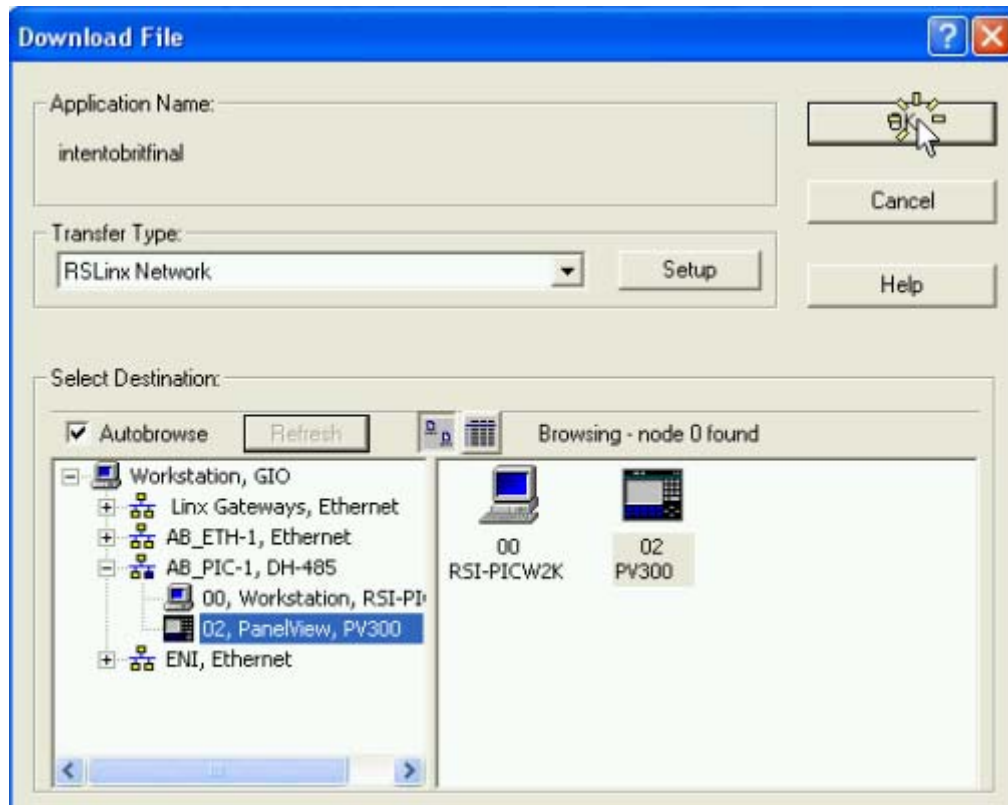 Download File
Application Name:
intentobritfinal
OK
Cancel
Transfer Type:
RSLinx Network
Setup
Help
Select Destination:
Autobrowse
Refresh
Browsing - node 0 found
Workstation, GIO
Linx Gateways, Ethernet
AB_ETH-1, Ethernet
AB_PIC-1, DH-485
00, Workstation, RSI-PI
02, PanelView, PV300
ENI, Ethernet
00
RSI-PICW2K
02
PV300